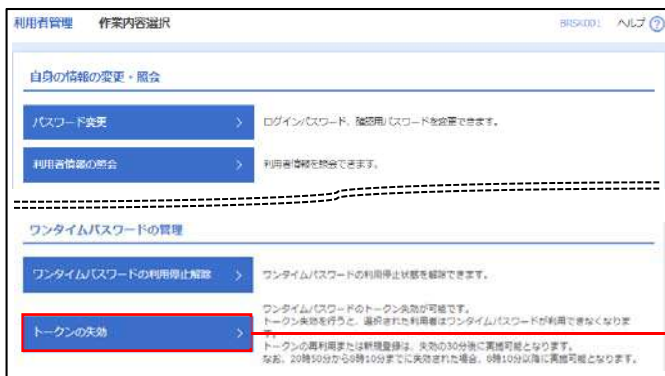 利用者管理 作業内容選択 BRSK001 ヘルプ ?
自身の情報の変更・照会
パスワード変更 ログインパスワード、確認用パスワードを変更できます。
利用者情報の照会 利用者情報を照会できます。
ワンタイムパスワードの管理
ワンタイムパスワードの利用停止解除 ワンタイムパスワードの利用停止状態を解除できます。
ワンタイムパスワードのトークン失効が可能です。
トークン失効を行うと、選択された利用者はワンタイムパスワードが利用できなくなりま
トークンの失効 す。
トークンの再利用または新規登録は、失効の30分後に実施可能となります。
なお、20時50分から8時10分までに失効された場合、8時10分以降に実施可能となります。